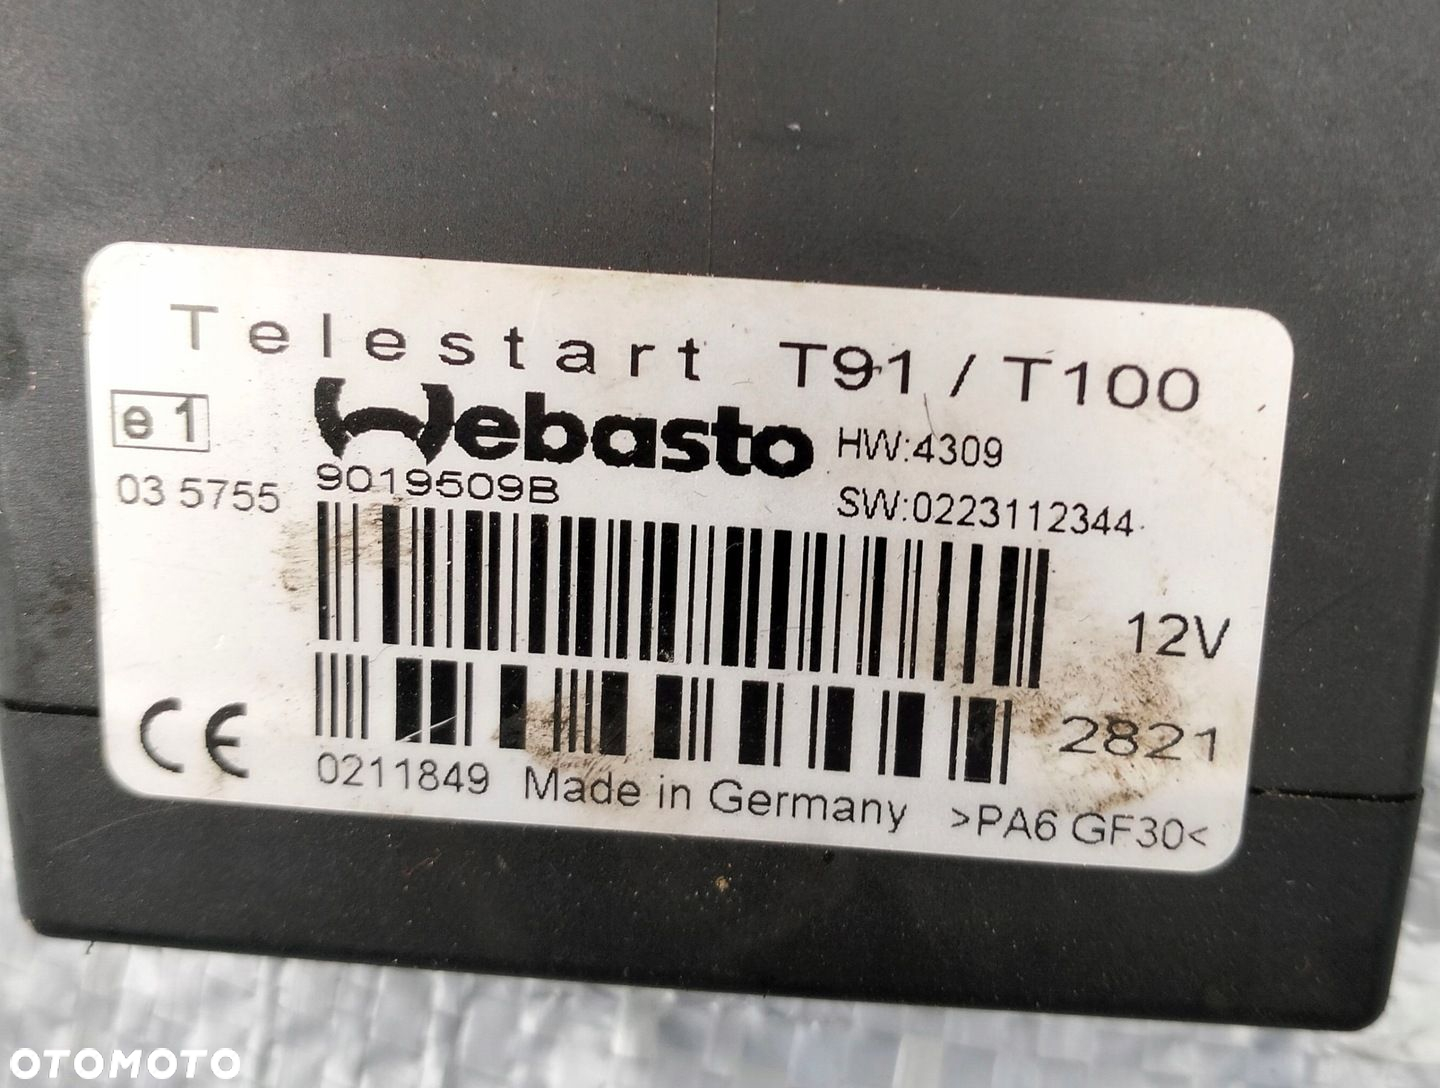 Telestart T91 / T100
e1
Webasto
HW:4309
03 5755
9019509B
SW:0223112344
12V
2821
CE
0211849 Made in Germany >PA6 GF30<
OTOMOTO